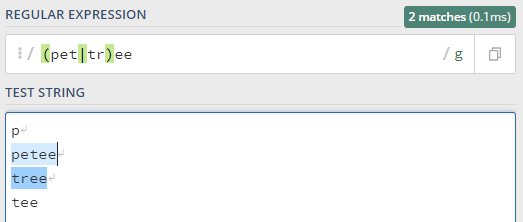 REGULAR EXPRESSION 2 matches (0.1ms)
/ (pet|tr)ee / g
TEST STRING
p
petee
tree
tee